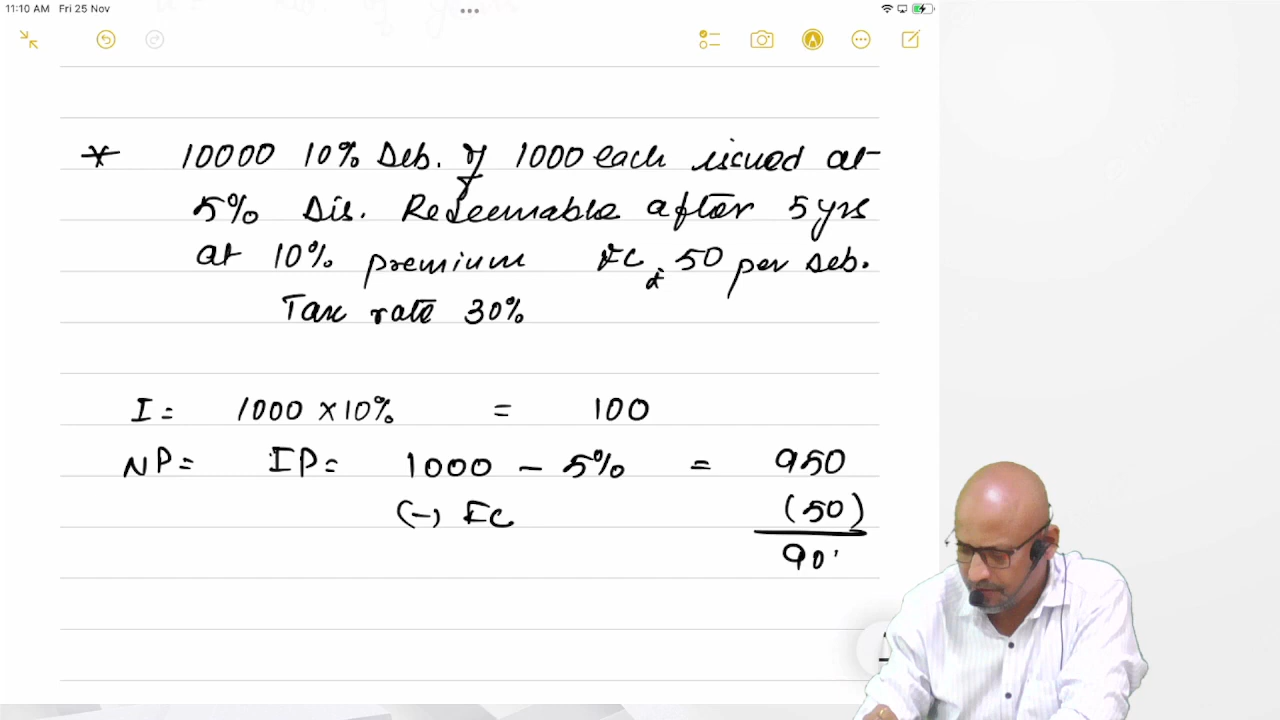 11:10 AM Fri 25 Nov
* 10000 10% Deb. of 1000 each issued at
5% Dis. Redeemable after 5 yrs
at 10% premium FC : 50 per deb.
Tax rate 30%
I = 1000 × 10% = 100
NP = IP = 1000 - 5% = 950
(-) FC (50)
90